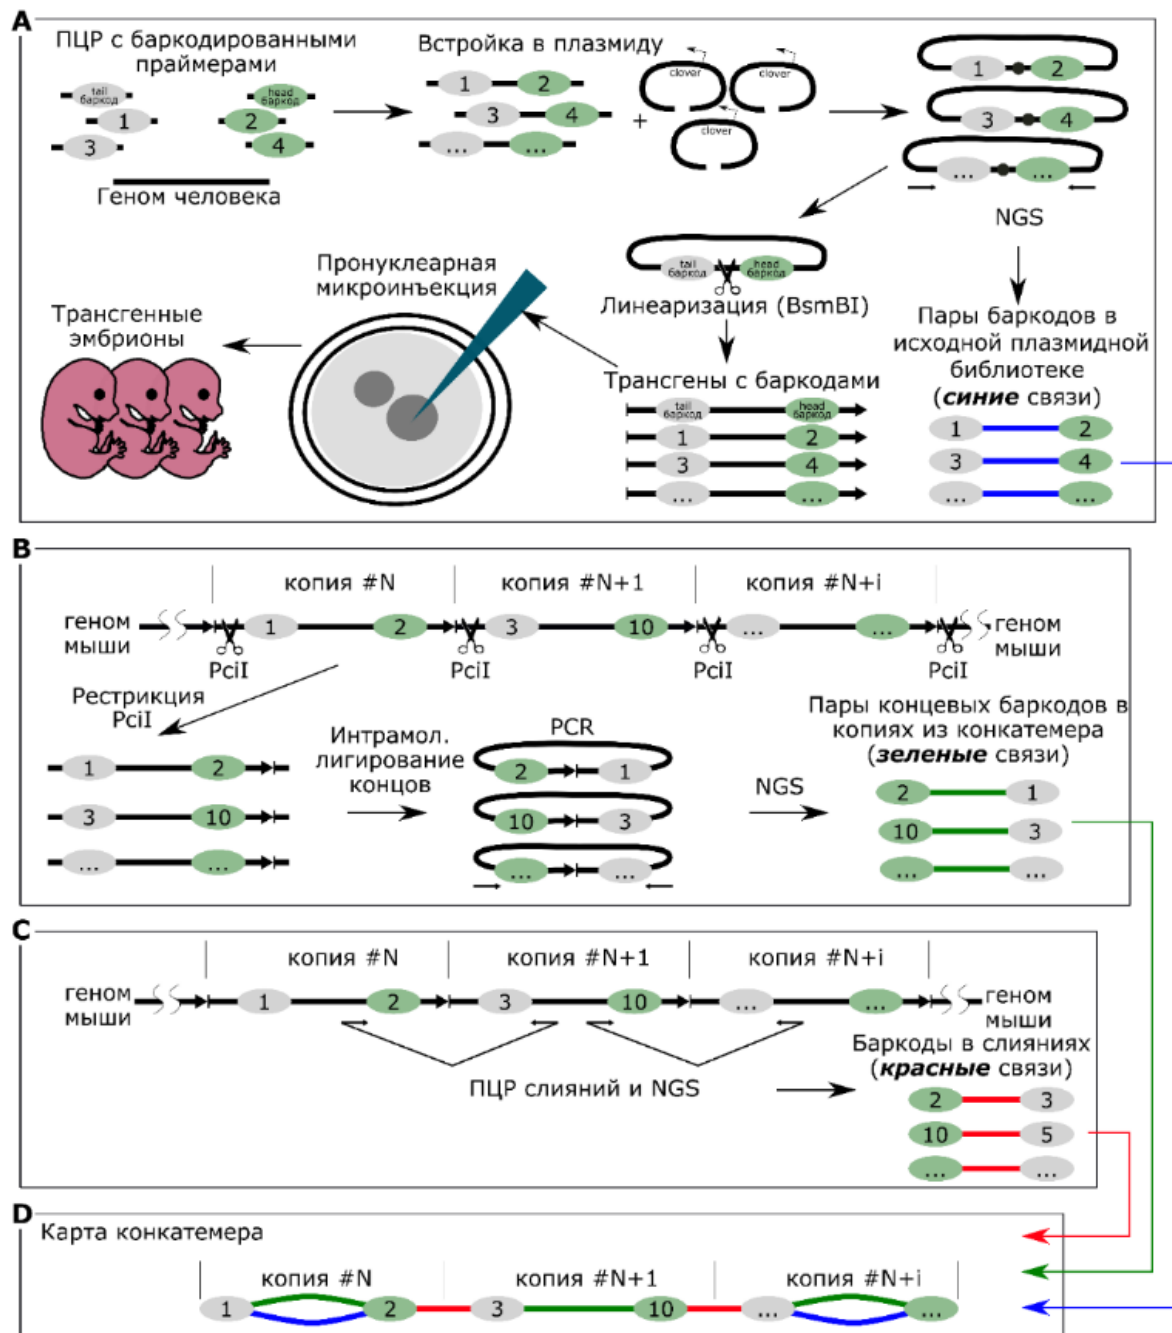 A
ПЦР с баркодированными
праймерами
tail
баркод
head
баркод
1
2
3
4
Геном человека
Встройка в плазмиду
1
2
3
4
...
...
+
clover
clover
clover
1
2
3
4
...
...
NGS
tail
баркод
head
баркод
Линеаризация (BsmBI)
Пронуклеарная
микроинъекция
Трансгенные
эмбрионы
Трансгены с баркодами
tail
баркод
head
баркод
1
2
3
4
...
...
Пары баркодов в
исходной плазмидной
библиотеке
(синие связи)
1
2
3
4
...
...
B
копия #N
копия #N+1
копия #N+i
геном
мыши
1
2
3
10
...
...
геном
мыши
PciI
PciI
PciI
PciI
Рестрикция
PciI
1
2
3
10
...
...
Интрамол.
лигирование
концов
PCR
2
1
10
3
...
...
NGS
Пары концевых баркодов в
копиях из конкатемера
(зеленые связи)
2
1
10
3
...
...
C
копия #N
копия #N+1
копия #N+i
геном
мыши
1
2
3
10
...
...
геном
мыши
ПЦР слияний и NGS
Баркоды в слияниях
(красные связи)
2
3
10
5
...
...
D
Карта конкатемера
копия #N
копия #N+1
копия #N+i
1
2
3
10
...
...